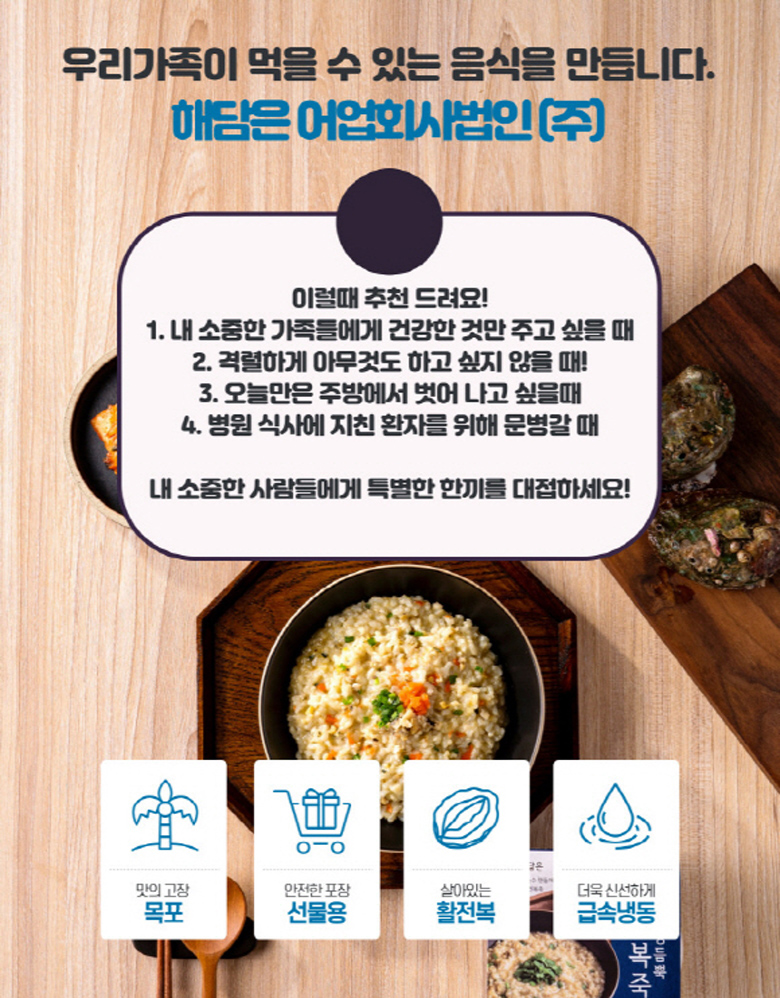 우리가족이 먹을 수 있는 음식을 만듭니다.
해담은 어업회사법인 (주)
이럴때 추천 드려요!
1. 내 소중한 가족들에게 건강한 것만 주고 싶을 때
2. 격렬하게 아무것도 하고 싶지 않을 때!
3. 오늘만은 주방에서 벗어 나고 싶을때
4. 병원 식사에 지친 환자를 위해 문병갈 때
내 소중한 사람들에게 특별한 한끼를 대접하세요!
맛의 고장
목포
안전한 포장
선물용
살아있는
활전복
더욱 신선하게
급속냉동
복죽